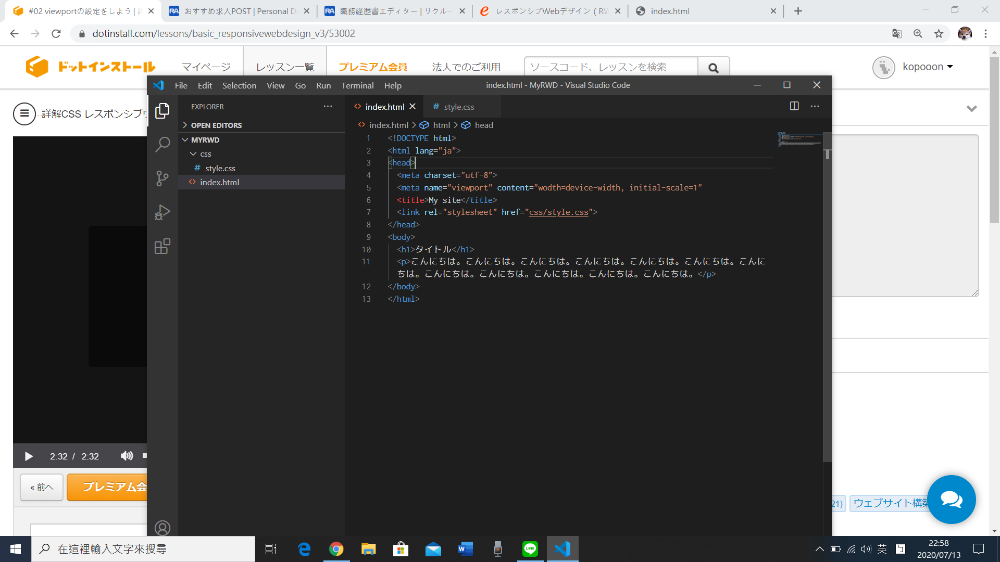 #02 viewportの設定をしよう |
おすすめ求人POST | Personal D
職務経歴書エディター | リクルー
レスポンシブWebデザイン ( RW
index.html
dotinstall.com/lessons/basic_responsivewebdesign_v3/53002
ドットインストール
マイページ
レッスン一覧
プレミアム会員
法人でのご利用
ソースコード、レッスンを検索
kopooon
File Edit Selection View Go Run Terminal Help
index.html - MyRWD - Visual Studio Code
…詳解CSS レスポンシブウ
EXPLORER
index.html
style.css
OPEN EDITORS
index.html > html > head
MYRWD
css
style.css
index.html
1 <!DOCTYPE html>
2 <html lang="ja">
3 <head>
4 <meta charset="utf-8">
5 <meta name="viewport" content="wodth=device-width, initial-scale=1"
6 <title>My site</title>
7 <link rel="stylesheet" href="css/style.css">
8 </head>
9 <body>
10 <h1>タイトル</h1>
11 <p>こんにちは。こんにちは。こんにちは。こんにちは。こんにちは。こんにちは。こんに
ちは。こんにちは。こんにちは。こんにちは。こんにちは。こんにちは。</p>
12 </body>
13 </html>
2:32 / 2:32
« 前へ
プレミアム会
21)
ウェブサイト構築
在這裡輸入文字來搜尋
英
ㄅ
22:58
2020/07/13